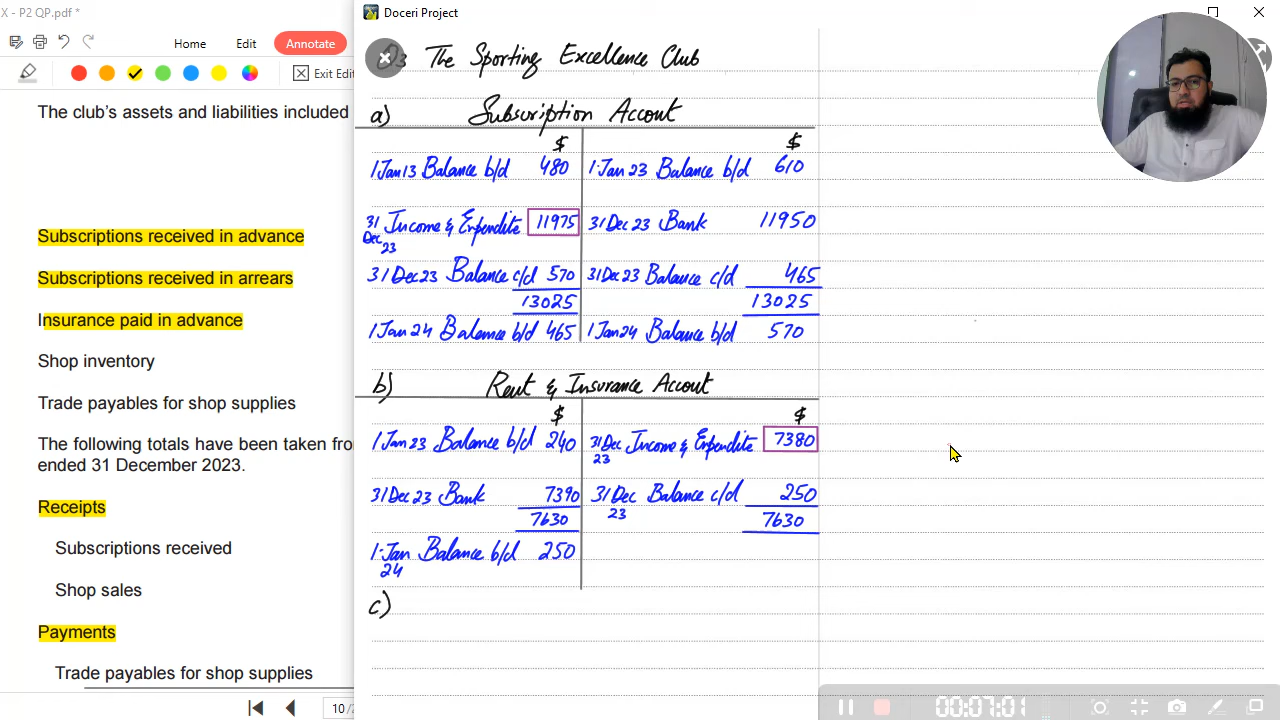 X - P2 QP.pdf *
Doceri Project
Home Edit Annotate
Exit Edit
The club's assets and liabilities included
Subscriptions received in advance
Subscriptions received in arrears
Insurance paid in advance
Shop inventory
Trade payables for shop supplies
The following totals have been taken from
ended 31 December 2023.
Receipts
Subscriptions received
Shop sales
Payments
Trade payables for shop supplies
10 /
The Sporting Excellence Club
a) Subscription Accout
$ $
1 Jan 13 Balance b/d 480 1 Jan 23 Balance b/d 610
31 Dec 23 Income & Expenditre 11975 31 Dec 23 Bank 11950
31 Dec 23 Balance c/d 570 31 Dec 23 Balance c/d 465
13025 13025
1 Jan 24 Balance b/d 465 1 Jan 24 Balance b/d 570
b) Rent & Insurance Accout
$ $
1 Jan 23 Balance b/d 240 31 Dec 23 Income & Expenditre 7380
31 Dec 23 Bank 7390 31 Dec 23 Balance c/d 250
7630 7630
1 Jan 24 Balance b/d 250
c)
00:07:01